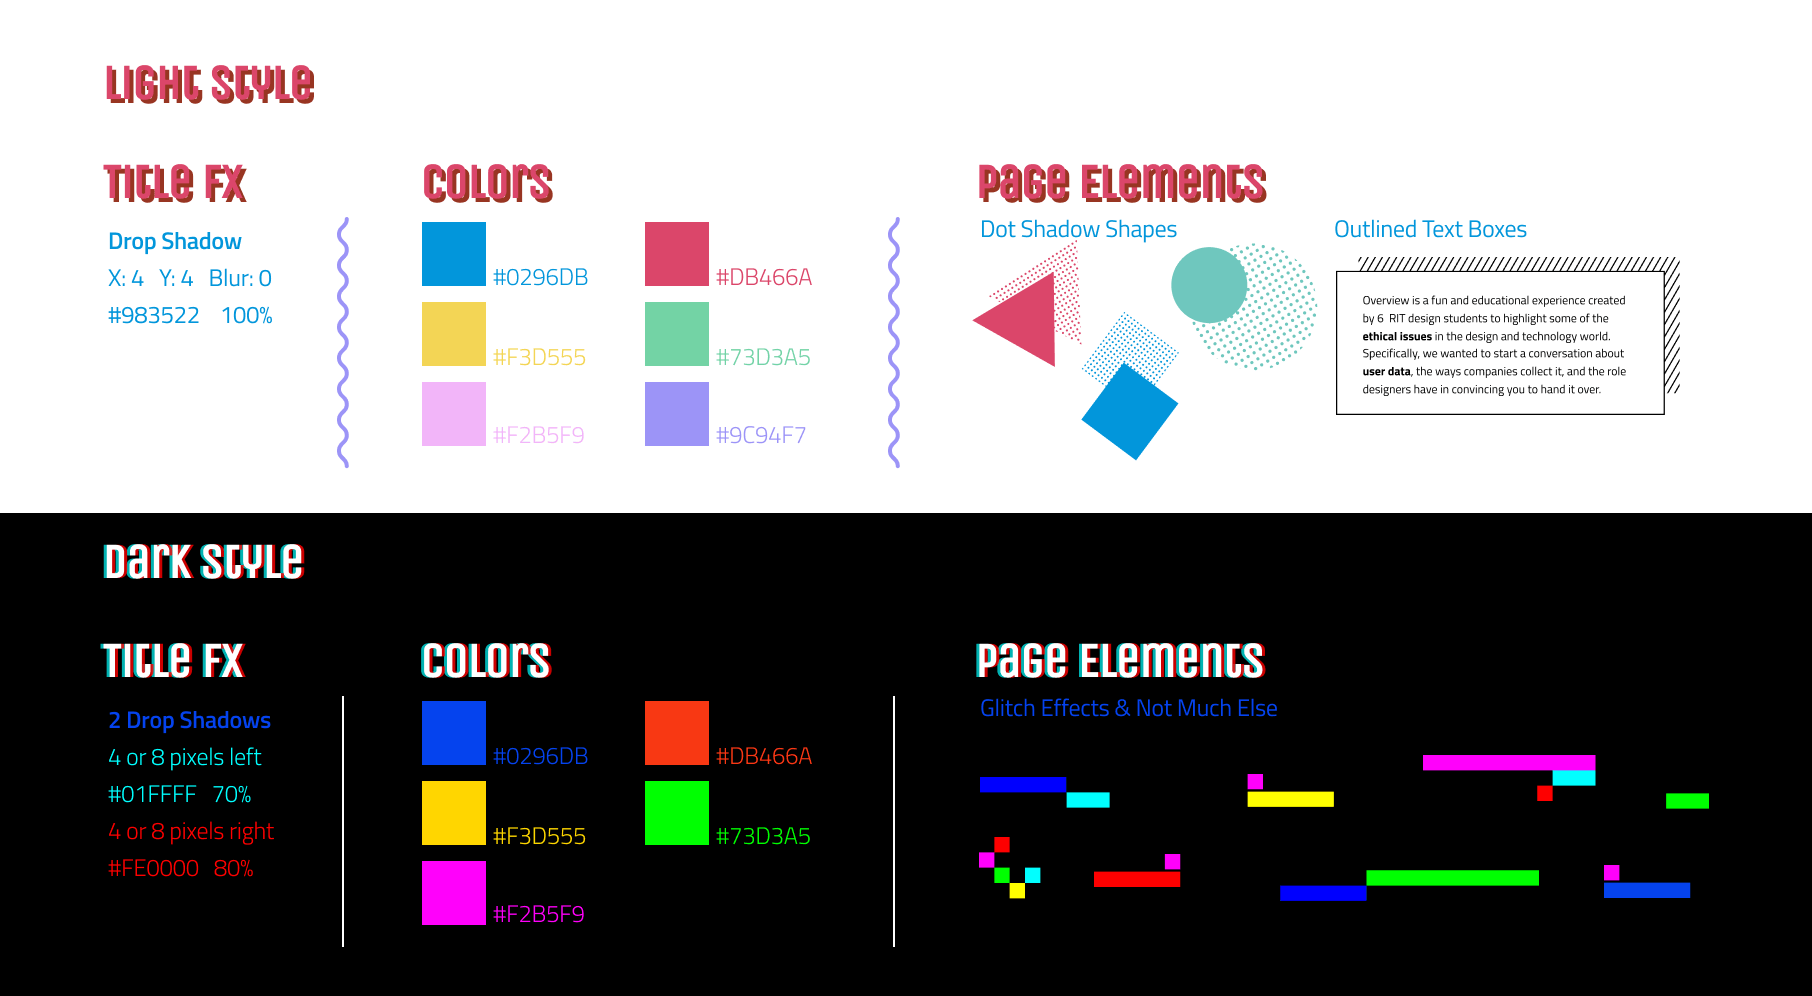 Light Style
Title FX
Drop Shadow
X: 4 Y: 4 Blur: 0
#983522 100%
Colors
#0296DB
#DB466A
#F3D555
#73D3A5
#F2B5F9
#9C94F7
Page Elements
Dot Shadow Shapes
Outlined Text Boxes
Overview is a fun and educational experience created
by 6 RIT design students to highlight some of the
ethical issues in the design and technology world.
Specifically, we wanted to start a conversation about
user data, the ways companies collect it, and the role
designers have in convincing you to hand it over.
Dark Style
Title FX
2 Drop Shadows
4 or 8 pixels left
#01FFFF 70%
4 or 8 pixels right
#FE0000 80%
Colors
#0296DB
#DB466A
#F3D555
#73D3A5
#F2B5F9
Page Elements
Glitch Effects & Not Much Else